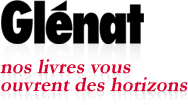 Glénat
nos livres vous
ouvrent des horizons